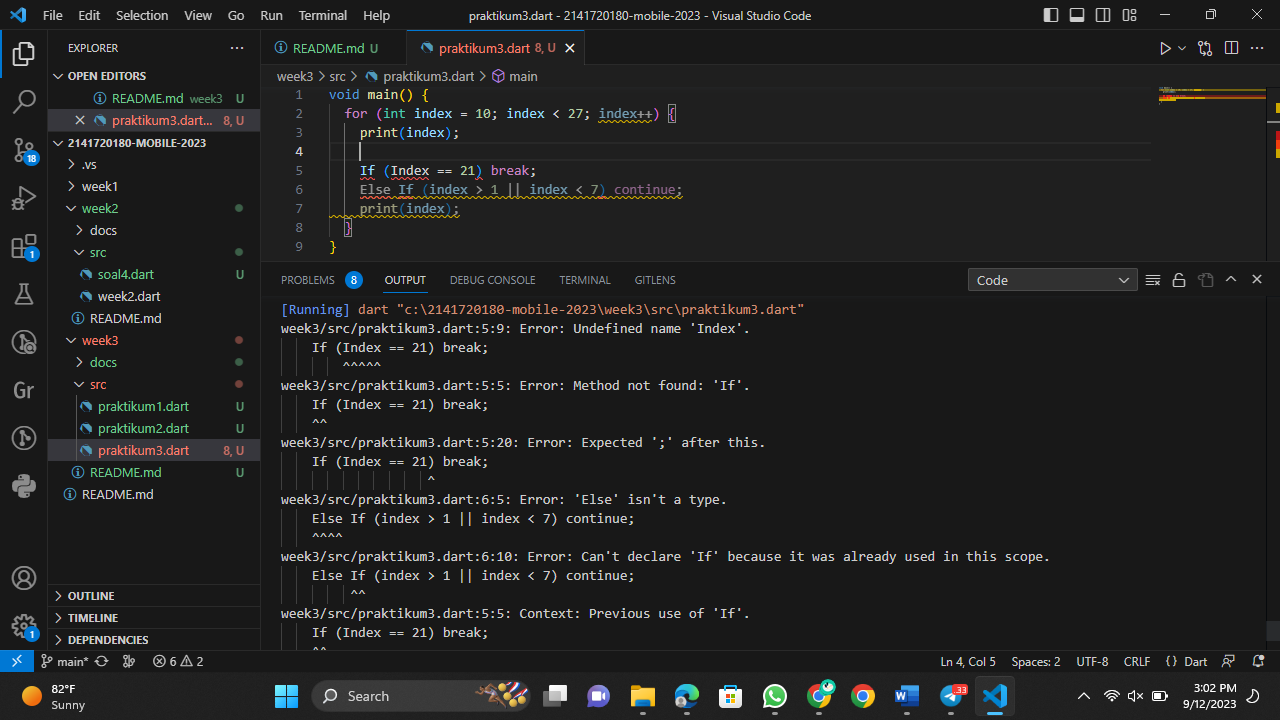 File Edit Selection View Go Run Terminal Help praktikum3.dart - 2141720180-mobile-2023 - Visual Studio Code
EXPLORER
OPEN EDITORS
README.md week3 U
praktikum3.dart... 8, U
2141720180-MOBILE-2023
.vs
week1
week2
docs
src
soal4.dart U
week2.dart
README.md
week3
docs
src
praktikum1.dart U
praktikum2.dart U
praktikum3.dart 8, U
README.md U
README.md
OUTLINE
TIMELINE
DEPENDENCIES
18
1
Gr
1
README.md U praktikum3.dart 8, U
week3 > src > praktikum3.dart > main
1 void main() {
2 for (int index = 10; index < 27; index++) {
3 print(index);
4
5 If (Index == 21) break;
6 Else If (index > 1 || index < 7) continue;
7 print(index);
8 }
9 }
PROBLEMS 8 OUTPUT DEBUG CONSOLE TERMINAL GITLENS Code
[Running] dart "c:\2141720180-mobile-2023\week3\src\praktikum3.dart"
week3/src/praktikum3.dart:5:9: Error: Undefined name 'Index'.
If (Index == 21) break;
^^^^^
week3/src/praktikum3.dart:5:5: Error: Method not found: 'If'.
If (Index == 21) break;
^^
week3/src/praktikum3.dart:5:20: Error: Expected ';' after this.
If (Index == 21) break;
^
week3/src/praktikum3.dart:6:5: Error: 'Else' isn't a type.
Else If (index > 1 || index < 7) continue;
^^^^
week3/src/praktikum3.dart:6:10: Error: Can't declare 'If' because it was already used in this scope.
Else If (index > 1 || index < 7) continue;
^^
week3/src/praktikum3.dart:5:5: Context: Previous use of 'If'.
If (Index == 21) break;
^^
main* 6 2 Ln 4, Col 5 Spaces: 2 UTF-8 CRLF { } Dart
82°F
Sunny
Search
33
3:02 PM
9/12/2023